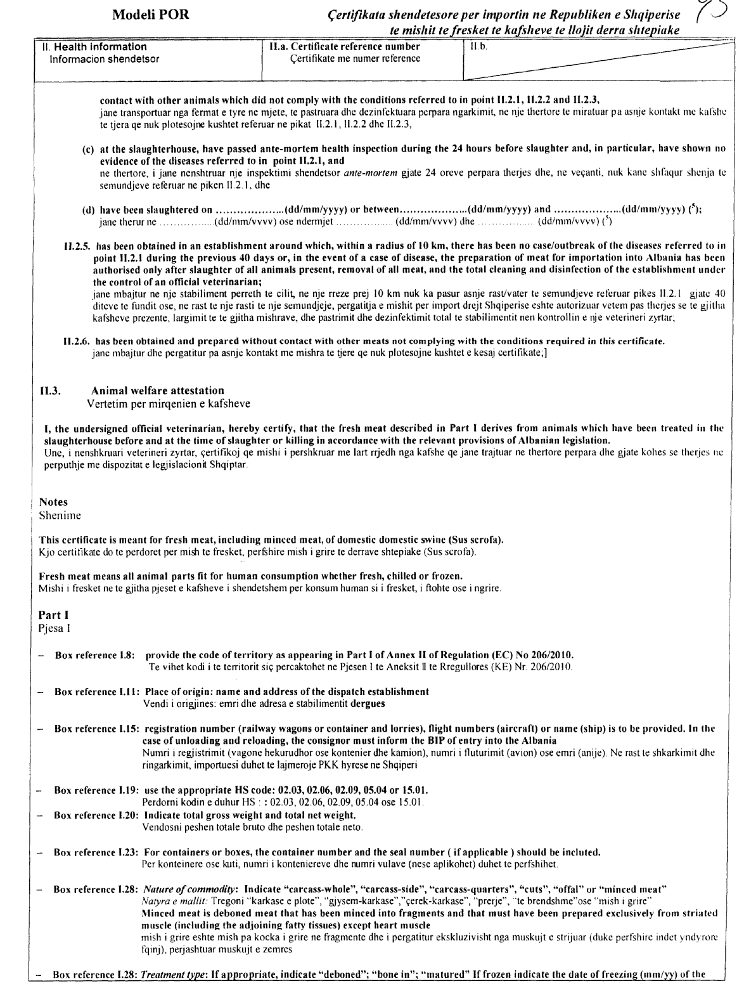 Modeli POR
Çertifikata shendetesore per importin ne Republiken e Shqiperise
te mishit te fresket te kafsheve te llojit derra shtepiake
II. Health information
Informacion shendetsor
II.a. Certificate reference number
Çertifikate me numer reference
II.b.
contact with other animals which did not comply with the conditions referred to in point II.2.1, II.2.2 and II.2.3,
jane transportuar nga fermat e tyre ne mjete, te pastruara dhe dezinfektuara perpara ngarkimit, ne nje thertore te miratuar pa asnje kontakt me kafshe
te tjera qe nuk plotesojne kushtet referuar ne pikat II.2.1, II.2.2 dhe II.2.3,
(c) at the slaughterhouse, have passed ante-mortem health inspection during the 24 hours before slaughter and, in particular, have shown no
evidence of the diseases referred to in point II.2.1, and
ne thertore, i jane nenshtruar nje inspektimi shendetsor ante-mortem gjate 24 oreve perpara therjes dhe, ne veçanti, nuk kane shfaqur shenja te
semundjeve referuar ne piken II.2.1, dhe
(d) have been slaughtered on ....................(dd/mm/yyyy) or between....................(dd/mm/yyyy) and ....................(dd/mm/yyyy) (⁵);
jane therur ne .................(dd/mm/vvvv) ose ndermjet .................. (dd/mm/vvvv) dhe .................. (dd/mm/vvvv) (⁵)
II.2.5. has been obtained in an establishment around which, within a radius of 10 km, there has been no case/outbreak of the diseases referred to in
point II.2.1 during the previous 40 days or, in the event of a case of disease, the preparation of meat for importation into Albania has been
authorised only after slaughter of all animals present, removal of all meat, and the total cleaning and disinfection of the establishment under
the control of an official veterinarian;
jane mbajtur ne nje stabiliment perreth te cilit, ne nje rreze prej 10 km nuk ka pasur asnje rast/vater te semundjeve referuar pikes II.2.1 gjate 40
diteve te fundit ose, ne rast te nje rasti te nje semundjeje, pergatitja e mishit per import drejt Shqiperise eshte autorizuar vetem pas therjes se te gjitha
kafsheve prezente, largimit te te gjitha mishrave, dhe pastrimit dhe dezinfektimit total te stabilimentit nen kontrollin e nje veterineri zyrtar;
II.2.6. has been obtained and prepared without contact with other meats not complying with the conditions required in this certificate.
jane mbajtur dhe pergatitur pa asnje kontakt me mishra te tjere qe nuk plotesojne kushtet e kesaj certifikate;]
II.3. Animal welfare attestation
Vertetim per mirqenien e kafsheve
I, the undersigned official veterinarian, hereby certify, that the fresh meat described in Part I derives from animals which have been treated in the
slaughterhouse before and at the time of slaughter or killing in accordance with the relevant provisions of Albanian legislation.
Une, i nenshkruari veterineri zyrtar, çertifikoj qe mishi i pershkruar me lart rrjedh nga kafshe qe jane trajtuar ne thertore perpara dhe gjate kohes se therjes ne
perputhje me dispozitat e legjislacionit Shqiptar.
Notes
Shenime
This certificate is meant for fresh meat, including minced meat, of domestic domestic swine (Sus scrofa).
Kjo certifikate do te perdoret per mish te fresket, perfshire mish i grire te derrave shtepiake (Sus scrofa).
Fresh meat means all animal parts fit for human consumption whether fresh, chilled or frozen.
Mishi i fresket ne te gjitha pjeset e kafsheve i shendetshem per konsum human si i fresket, i ftohte ose i ngrire.
Part I
Pjesa I
– Box reference I.8: provide the code of territory as appearing in Part I of Annex II of Regulation (EC) No 206/2010.
Te vihet kodi i te territorit siç percaktohet ne Pjesen I te Aneksit II te Rregullores (KE) Nr. 206/2010.
– Box reference I.11: Place of origin: name and address of the dispatch establishment
Vendi i origjines: emri dhe adresa e stabilimentit dergues
– Box reference I.15: registration number (railway wagons or container and lorries), flight numbers (aircraft) or name (ship) is to be provided. In the
case of unloading and reloading, the consignor must inform the BIP of entry into the Albania
Numri i regjistrimit (vagone hekurudhor ose kontenier dhe kamion), numri i fluturimit (avion) ose emri (anije). Ne rast te shkarkimit dhe
ringarkimit, importuesi duhet te lajmeroje PKK hyrese ne Shqiperi
– Box reference I.19: use the appropriate HS code: 02.03, 02.06, 02.09, 05.04 or 15.01.
Perdorni kodin e duhur HS : : 02.03, 02.06, 02.09, 05.04 ose 15.01.
– Box reference I.20: Indicate total gross weight and total net weight.
Vendosni peshen totale bruto dhe peshen totale neto.
– Box reference I.23: For containers or boxes, the container number and the seal number ( if applicable ) should be incluted.
Per konteinere ose kuti, numri i konteniereve dhe numri vulave (nese aplikohet) duhet te perfshihet.
– Box reference I.28: Nature of commodity: Indicate “carcass-whole”, “carcass-side”, “carcass-quarters”, “cuts”, “offal” or “minced meat”
Natyra e mallit: Tregoni “karkase e plote”, “gjysem-karkase”,”çerek-karkase”, “prerje”, “te brendshme”ose “mish i grire”
Minced meat is deboned meat that has been minced into fragments and that must have been prepared exclusively from striated
muscle (including the adjoining fatty tissues) except heart muscle
mish i grire eshte mish pa kocka i grire ne fragmente dhe i pergatitur ekskluzivisht nga muskujt e strijuar (duke perfshire indet yndyrore
fqinj), perjashtuar muskujt e zemres
– Box reference I.28: Treatment type: If appropriate, indicate “deboned”; “bone in”; “matured” If frozen indicate the date of freezing (mm/yy) of the